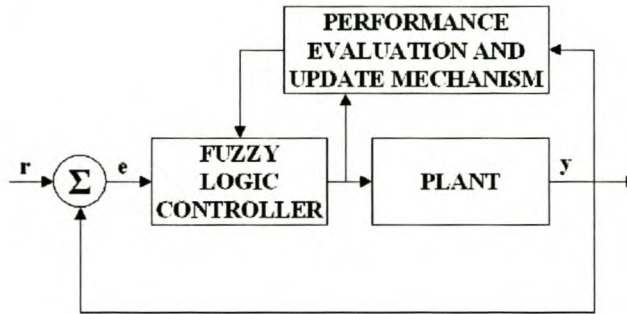 PERFORMANCE
EVALUATION AND
UPDATE MECHANISM
r
Σ
e
FUZZY
LOGIC
CONTROLLER
PLANT
y